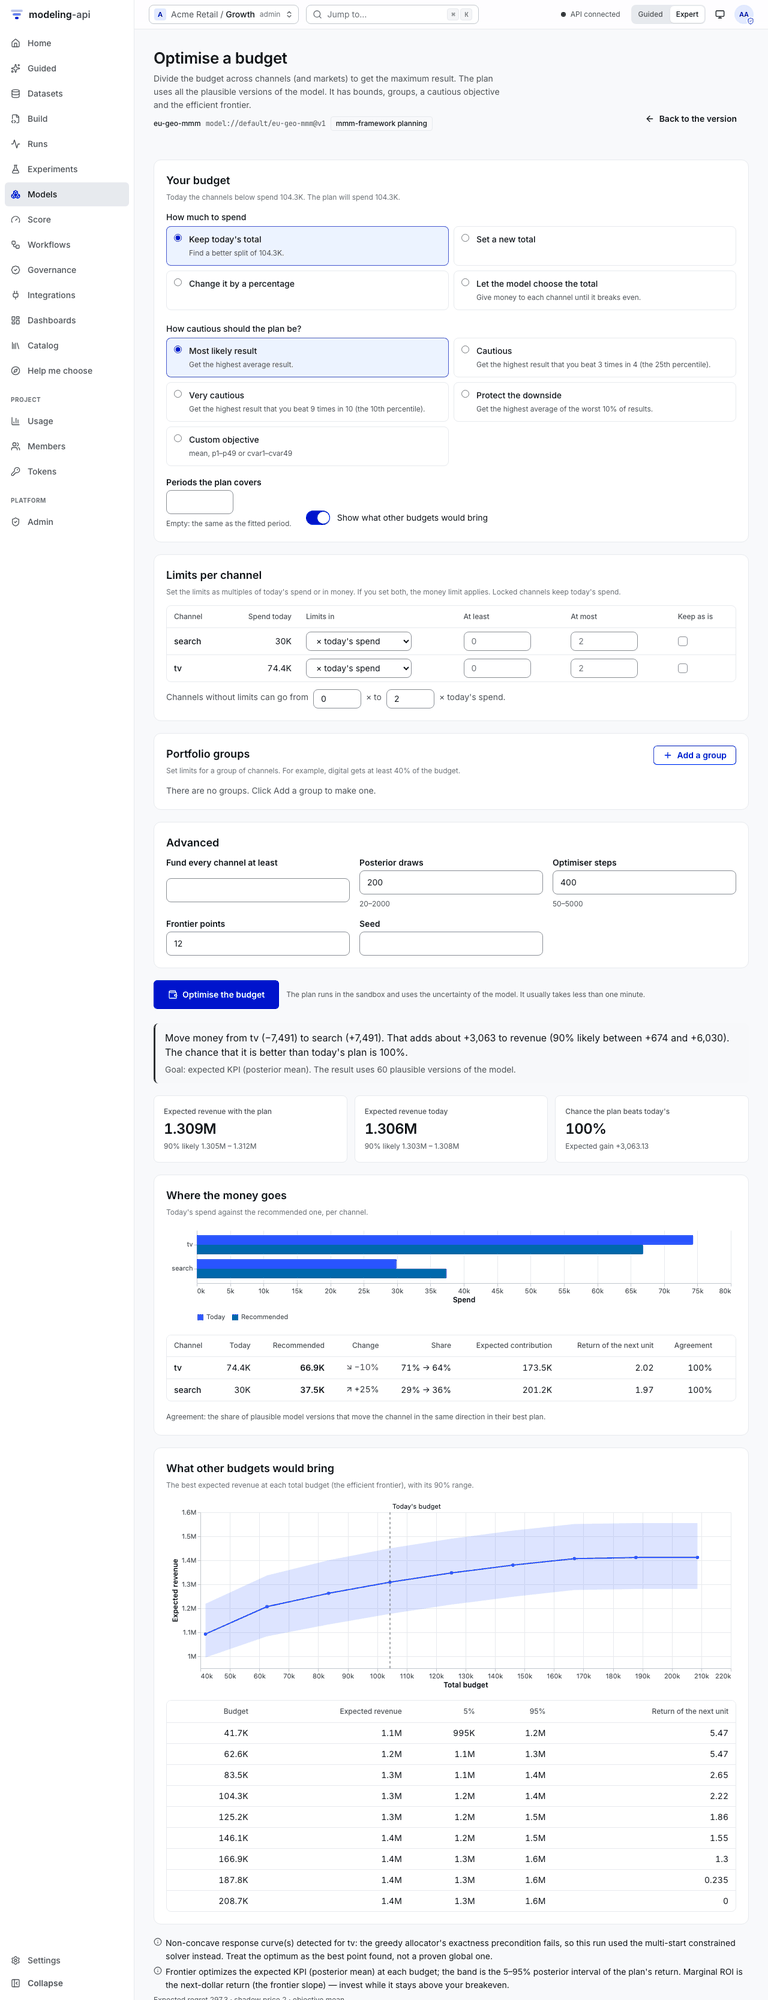 modeling-api
A Acme Retail / Growth admin
Jump to...
⌘ K
API connected
Guided Expert
AA
Home
Guided
Datasets
Build
Runs
Experiments
Models
Score
Workflows
Governance
Integrations
Dashboards
Catalog
Help me choose
PROJECT
Usage
Members
Tokens
PLATFORM
Admin
Settings
Collapse
Optimise a budget
Divide the budget across channels (and markets) to get the maximum result. The plan
uses all the plausible versions of the model. It has bounds, groups, a cautious objective
and the efficient frontier.
eu-geo-mmm model://default/eu-geo-mmm@v1 mmm-framework planning
← Back to the version
Your budget
Today the channels below spend 104.3K. The plan will spend 104.3K.
How much to spend
Keep today's total
Find a better split of 104.3K.
Set a new total
Change it by a percentage
Let the model choose the total
Give money to each channel until it breaks even.
How cautious should the plan be?
Most likely result
Get the highest average result.
Cautious
Get the highest result that you beat 3 times in 4 (the 25th percentile).
Very cautious
Get the highest result that you beat 9 times in 10 (the 10th percentile).
Protect the downside
Get the highest average of the worst 10% of results.
Custom objective
mean, p1–p49 or cvar1–cvar49
Periods the plan covers
Empty: the same as the fitted period.
Show what other budgets would bring
Limits per channel
Set the limits as multiples of today's spend or in money. If you set both, the money limit applies. Locked channels keep today's spend.
Channel Spend today Limits in At least At most Keep as is
search 30K × today's spend 0 2
tv 74.4K × today's spend 0 2
Channels without limits can go from 0 × to 2 × today's spend.
Portfolio groups
Set limits for a group of channels. For example, digital gets at least 40% of the budget.
+ Add a group
There are no groups. Click Add a group to make one.
Advanced
Fund every channel at least
Posterior draws
200
20–2000
Optimiser steps
400
50–5000
Frontier points
12
Seed
Optimise the budget
The plan runs in the sandbox and uses the uncertainty of the model. It usually takes less than one minute.
Move money from tv (−7,491) to search (+7,491). That adds about +3,063 to revenue (90% likely between +674 and +6,030).
The chance that it is better than today's plan is 100%.
Goal: expected KPI (posterior mean). The result uses 60 plausible versions of the model.
Expected revenue with the plan
1.309M
90% likely 1.305M – 1.312M
Expected revenue today
1.306M
90% likely 1.303M – 1.308M
Chance the plan beats today's
100%
Expected gain +3,063.13
Where the money goes
Today's spend against the recommended one, per channel.
tv
search
0k 5k 10k 15k 20k 25k 30k 35k 40k 45k 50k 55k 60k 65k 70k 75k 80k
Spend
Today Recommended
Channel Today Recommended Change Share Expected contribution Return of the next unit Agreement
tv 74.4K 66.9K ↘ −10% 71% → 64% 173.5K 2.02 100%
search 30K 37.5K ↗ +25% 29% → 36% 201.2K 1.97 100%
Agreement: the share of plausible model versions that move the channel in the same direction in their best plan.
What other budgets would bring
The best expected revenue at each total budget (the efficient frontier), with its 90% range.
Today's budget
1.6M
1.5M
1.4M
1.3M
1.2M
1.1M
1M
Expected revenue
40k 50k 60k 70k 80k 90k 100k 110k 120k 130k 140k 150k 160k 170k 180k 190k 200k 210k 220k
Total budget
Budget Expected revenue 5% 95% Return of the next unit
41.7K 1.1M 995K 1.2M 5.47
62.6K 1.2M 1.1M 1.3M 5.47
83.5K 1.3M 1.1M 1.4M 2.65
104.3K 1.3M 1.2M 1.4M 2.22
125.2K 1.3M 1.2M 1.5M 1.86
146.1K 1.4M 1.2M 1.5M 1.55
166.9K 1.4M 1.3M 1.6M 1.3
187.8K 1.4M 1.3M 1.6M 0.235
208.7K 1.4M 1.3M 1.6M 0
Non-concave response curve(s) detected for tv: the greedy allocator's exactness precondition fails, so this run used the multi-start constrained
solver instead. Treat the optimum as the best point found, not a proven global one.
Frontier optimizes the expected KPI (posterior mean) at each budget; the band is the 5–95% posterior interval of the plan's return. Marginal ROI is
the next-dollar return (the frontier slope) — invest while it stays above your breakeven.
Expected regret 297.3 · shadow price 2 · objective mean